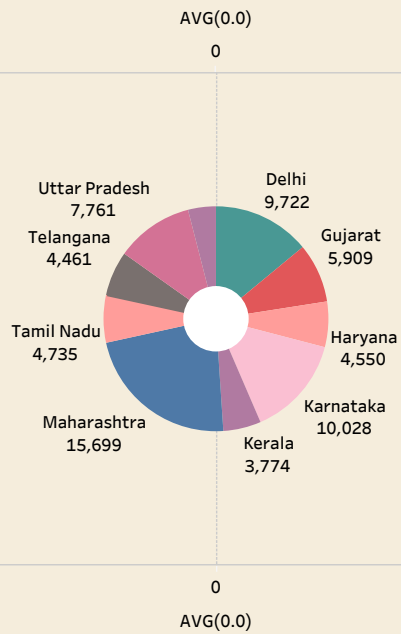 AVG(0.0)
0
Delhi
9,722
Uttar Pradesh
7,761
Gujarat
5,909
Telangana
4,461
Haryana
4,550
Tamil Nadu
4,735
Karnataka
10,028
Maharashtra
15,699
Kerala
3,774
0
AVG(0.0)